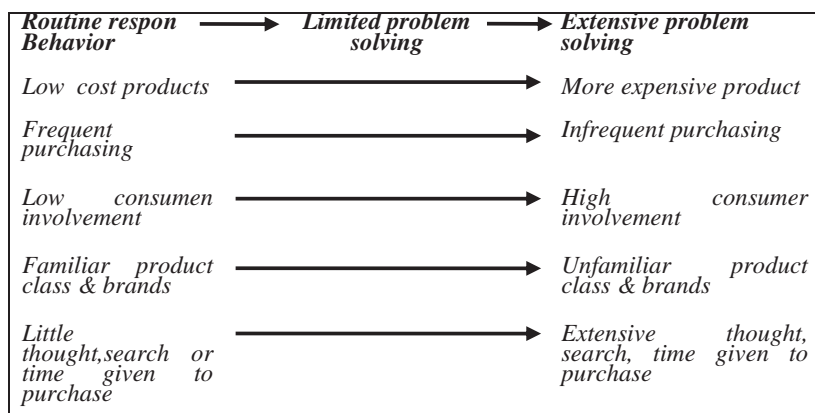 Routine respon Behavior
Limited problem solving
Extensive problem solving
Low cost products
More expensive product
Frequent purchasing
Infrequent purchasing
Low consumen involvement
High consumer involvement
Familiar product class & brands
Unfamiliar product class & brands
Little thought,search or time given to purchase
Extensive thought, search, time given to purchase